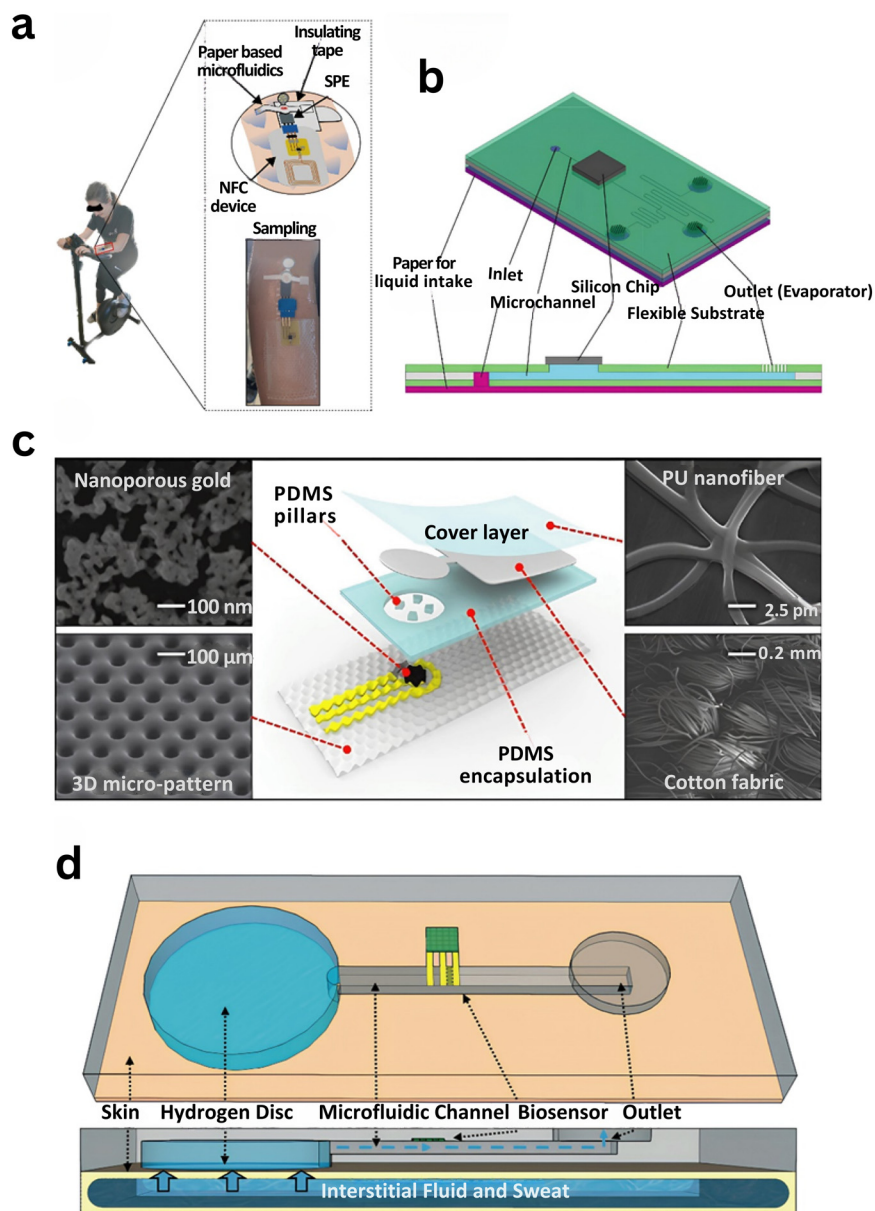 a
Insulating
tape
Paper based
microfluidics
SPE
NFC
device
Sampling
b
Paper for
liquid intake
Inlet
Microchannel
Silicon Chip
Flexible Substrate
Outlet (Evaporator)
c
Nanoporous gold
100 nm
100 μm
3D micro-pattern
PDMS
pillars
Cover layer
PDMS
encapsulation
PU nanofiber
2.5 pm
0.2 mm
Cotton fabric
d
Skin Hydrogen Disc Microfluidic Channel Biosensor Outlet
Interstitial Fluid and Sweat